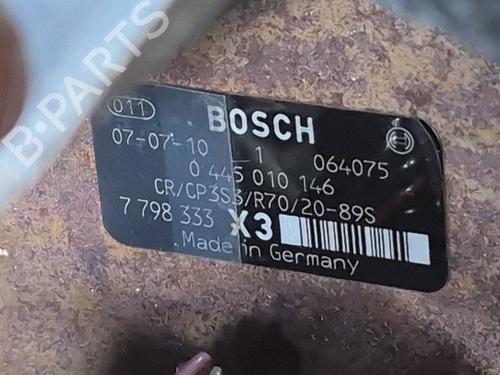 B-PARTS
011
BOSCH
07-07-10 1 064075
0 445 010 146
CR/CP3S3/R70/20-89S
7 798 333 X3
Made in Germany